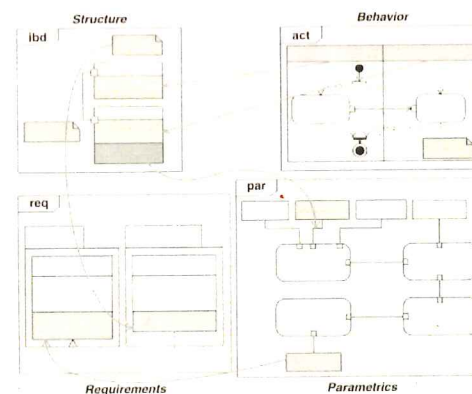 Structure
Behavior
ibd
act
req
par
Requirements
Parametrics